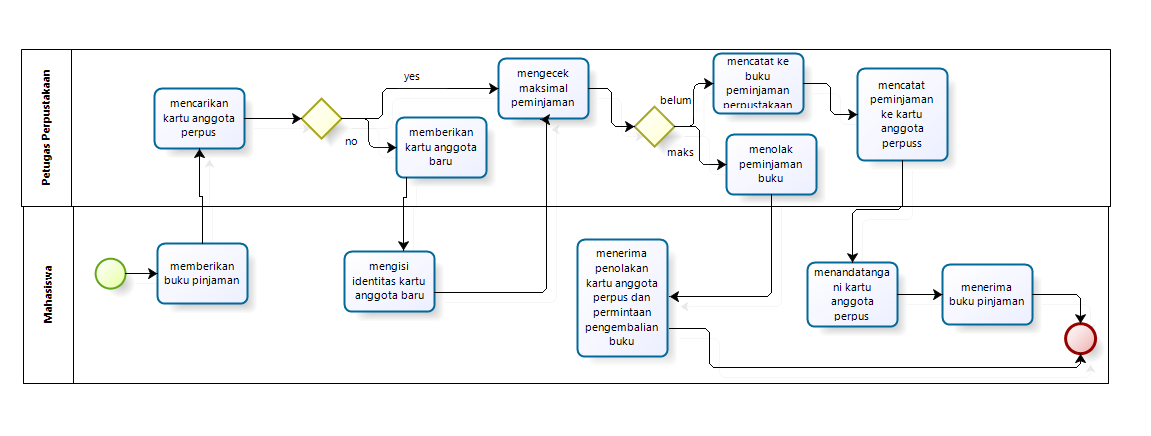 Petugas Perpustakaan
mencarikan
kartu anggota
perpus
yes
no
memberikan
kartu anggota
baru
mengecek
maksimal
peminjaman
belum
maks
mencatat ke
buku
peminjaman
perpustakaan
menolak
peminjaman
buku
mencatat
peminjaman
ke kartu
anggota
perpuss
Mahasiswa
memberikan
buku pinjaman
mengisi
identitas kartu
anggota baru
menerima
penolakan
kartu anggota
perpus dan
permintaan
pengembalian
buku
menandatanga
ni kartu
anggota
perpus
menerima
buku pinjaman